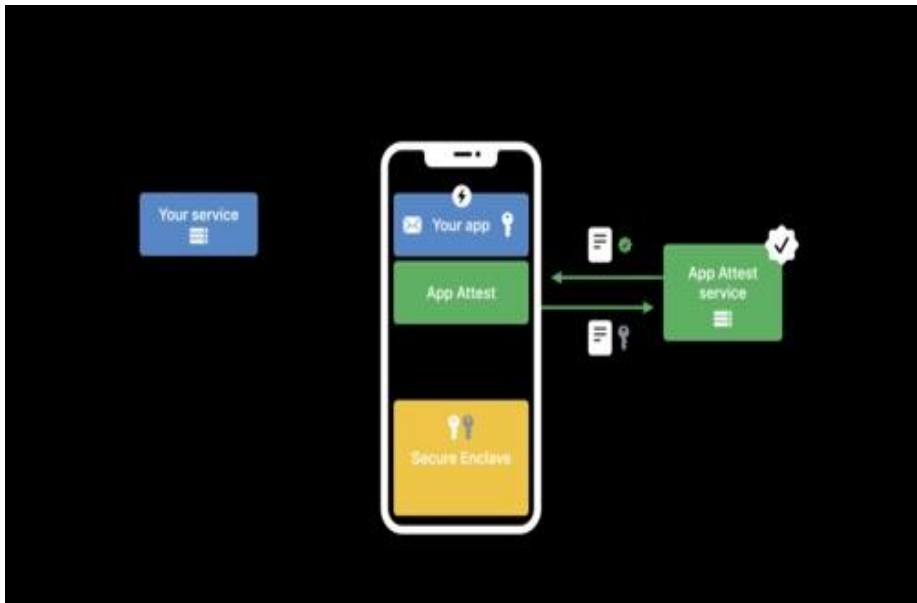 Your service
Your app
App Attest
App Attest
service
Secure Enclave